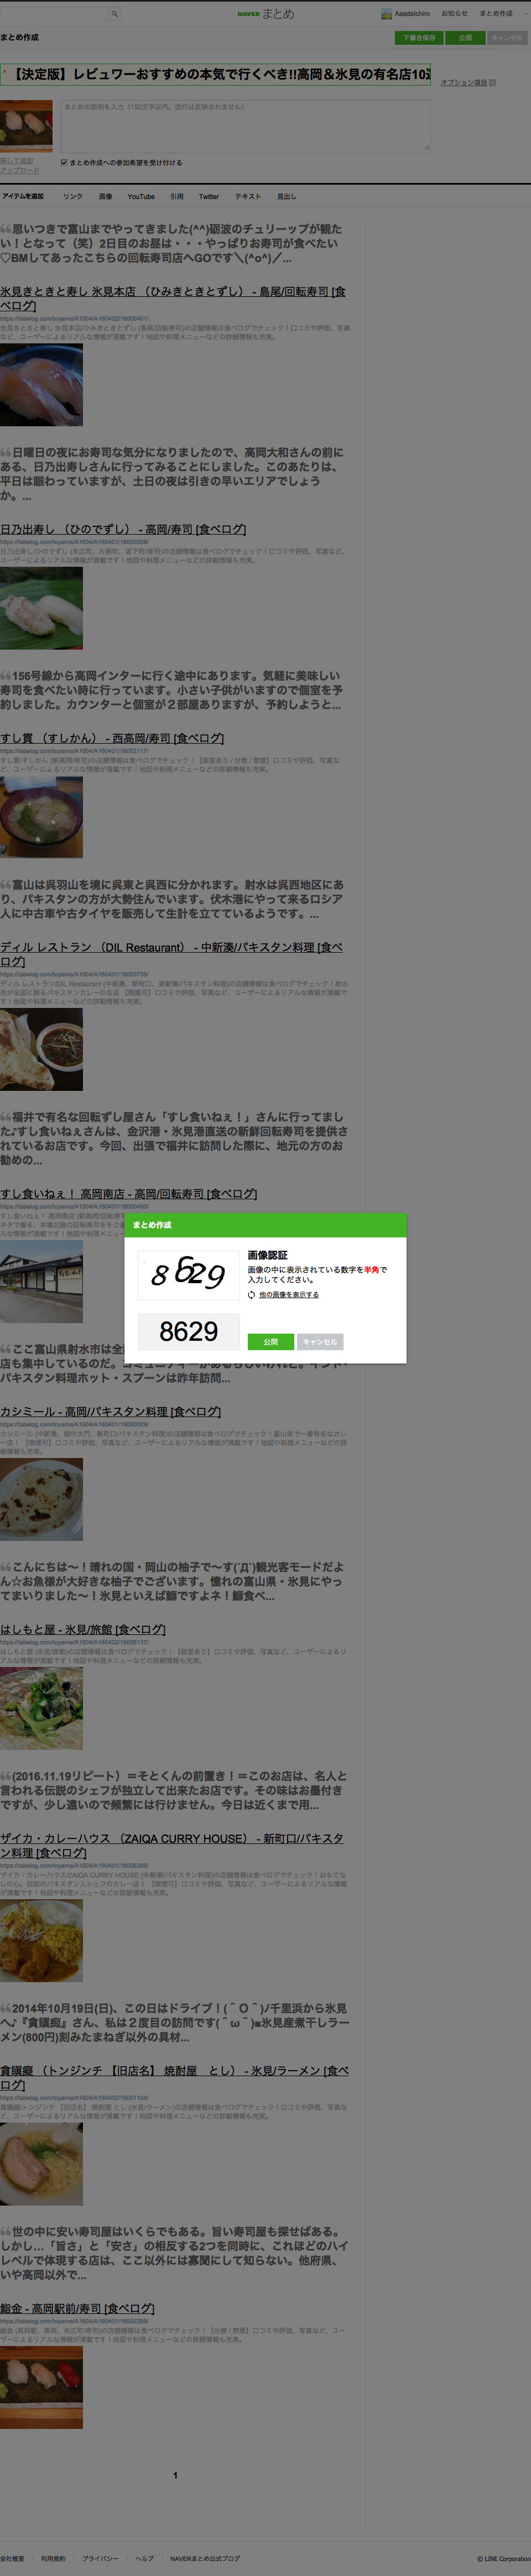 NAVER まとめ
AsadaIchiro お知らせ まとめ作成
まとめ作成
下書き保存 公開 キャンセル
* 【決定版】レビュワーおすすめの本気で行くべき!!高岡＆氷見の有名店10選
オプション項目
まとめの説明を入力（150文字以内。改行は反映されません）
探して追加
アップロード
まとめ作成への参加希望を受け付ける
アイテムを追加 リンク 画像 YouTube 引用 Twitter テキスト 見出し
思いつきで富山までやってきました(^^)砺波のチュリーップが観た
い！となって（笑）2日目のお昼は・・・やっぱりお寿司が食べたい
♡BMしてあったこちらの回転寿司店へGOです＼(^o^)／...
氷見きときと寿し 氷見本店 （ひみきときとずし） - 島尾/回転寿司 [食
べログ]
https://tabelog.com/toyama/A1604/A160402/16000401/
氷見きときと寿し 氷見本店/ひみきときとずし (島尾/回転寿司)の店舗情報は食べログでチェック！口コミや評価、写真
など、ユーザーによるリアルな情報が満載です！地図や料理メニューなどの詳細情報も充実。
日曜日の夜にお寿司な気分になりましたので、高岡大和さんの前に
ある、日乃出寿しさんに行ってみることにしました。このあたりは、
平日は賑わっていますが、土日の夜は引きの早いエリアでしょう
か。...
日乃出寿し （ひのでずし） - 高岡/寿司 [食べログ]
https://tabelog.com/toyama/A1604/A160401/16000208/
日乃出寿し/ひのでずし (末広町、片原町、坂下町/寿司)の店舗情報は食べログでチェック！口コミや評価、写真など、
ユーザーによるリアルな情報が満載です！地図や料理メニューなどの詳細情報も充実。
156号線から高岡インターに行く途中にあります。気軽に美味しい
寿司を食べたい時に行っています。小さい子供がいますので個室を予
約しました。カウンターと個室が２部屋ありますが、予約しようと...
すし貫 （すしかん） - 西高岡/寿司 [食べログ]
https://tabelog.com/toyama/A1604/A160401/16002117/
すし貫/すしかん (新高岡/寿司)の店舗情報は食べログでチェック！【個室あり / 分煙 / 禁煙】口コミや評価、写真な
ど、ユーザーによるリアルな情報が満載です！地図や料理メニューなどの詳細情報も充実。
富山は呉羽山を境に呉東と呉西に分かれます。射水は呉西地区にあ
り、パキスタンの方が大勢住んでいます。伏木港にやって来るロシア
人に中古車や古タイヤを販売して生計を立てているようです。...
ディル レストラン （DIL Restaurant） - 中新湊/パキスタン料理 [食べ
ログ]
https://tabelog.com/toyama/A1604/A160401/16003735/
ディル レストラン/DIL Restaurant (中新湊、新町口、東新湊/パキスタン料理)の店舗情報は食べログでチェック！射水
市が全国に誇るパキスタンカレーの名店 【喫煙可】口コミや評価、写真など、ユーザーによるリアルな情報が満載で
す！地図や料理メニューなどの詳細情報も充実。
福井で有名な回転ずし屋さん「すし食いねぇ！」さんに行ってまし
た♪すし食いねぇさんは、金沢港・氷見港直送の新鮮回転寿司を提供さ
れているお店です。今回、出張で福井に訪問した際に、地元の方のお
勧めの...
すし食いねぇ！ 高岡南店 - 高岡/回転寿司 [食べログ]
https://tabelog.com/toyama/A1604/A160401/16000450/
まとめ作成
8629
画像認証
画像の中に表示されている数字を半角で
入力してください。
他の画像を表示する
8629
公開 キャンセル
ここ富山県射水市は全
パキスタン料理ホット・スプーンは昨年訪問...
カシミール - 高岡/パキスタン料理 [食べログ]
https://tabelog.com/toyama/A1604/A160401/16000629/
カシミール (中新湊、越中大門、新町口/パキスタン料理)の店舗情報は食べログでチェック！富山県で一番有名なカレ
ー店！ 【喫煙可】口コミや評価、写真など、ユーザーによるリアルな情報が満載です！地図や料理メニューなどの詳
細情報も充実。
こんにちは〜！晴れの国・岡山の柚子で〜す(´Д`)観光客モードだよ
ん☆お魚様が大好きな柚子でございます。憧れの富山県・氷見にやっ
てまいりました〜！氷見といえば鰤ですよネ！鰤食べ...
はしもと屋 - 氷見/旅館 [食べログ]
https://tabelog.com/toyama/A1604/A160402/16006137/
はしもと屋 (氷見/旅館)の店舗情報は食べログでチェック！【個室あり】口コミや評価、写真など、ユーザーによるリ
アルな情報が満載です！地図や料理メニューなどの詳細情報も充実。
(2016.11.19リピート）＝そとくんの前置き！＝このお店は、名人と
言われる伝説のシェフが独立して出来たお店です。その味はお墨付き
ですが、少し遠いので頻繁には行けません。今日は近くまで用...
ザイカ・カレーハウス （ZAIQA CURRY HOUSE） - 新町口/パキスタ
ン料理 [食べログ]
https://tabelog.com/toyama/A1604/A160401/16006389/
ザイカ・カレーハウス/ZAIQA CURRY HOUSE (中新湊/パキスタン料理)の店舗情報は食べログでチェック！おもてな
しの心。伝説のパキスタン人シェフのカレー店！ 【喫煙可】口コミや評価、写真など、ユーザーによるリアルな情報
が満載です！地図や料理メニューなどの詳細情報も充実。
2014年10月19日(日)、この日はドライブ！(＾Ｏ＾)ﾉ千里浜から氷見
へ♪『貪瞋痴』さん、私は２度目の訪問です(＾ω＾)■氷見産煮干しラー
メン(800円)刻みたまねぎ以外の具材...
貪瞋癡 （トンジンチ 【旧店名】 焼酎屋　とし） - 氷見/ラーメン [食べ
ログ]
https://tabelog.com/toyama/A1604/A160402/16001104/
貪瞋癡/トンジンチ 【旧店名】 焼酎屋 とし (氷見/ラーメン)の店舗情報は食べログでチェック！口コミや評価、写真な
ど、ユーザーによるリアルな情報が満載です！地図や料理メニューなどの詳細情報も充実。
世の中に安い寿司屋はいくらでもある。旨い寿司屋も探せばある。
しかし…「旨さ」と「安さ」の相反する2つを同時に、これほどのハイ
レベルで体現する店は、ここ以外には寡聞にして知らない。他府県、
いや高岡以外で...
鮨金 - 高岡駅前/寿司 [食べログ]
https://tabelog.com/toyama/A1604/A160401/16002269/
鮨金 (高岡駅、高岡、末広町/寿司)の店舗情報は食べログでチェック！【分煙 / 禁煙】口コミや評価、写真など、ユー
ザーによるリアルな情報が満載です！地図や料理メニューなどの詳細情報も充実。
1
会社概要 利用規約 プライバシー ヘルプ NAVERまとめ公式ブログ
© LINE Corporation